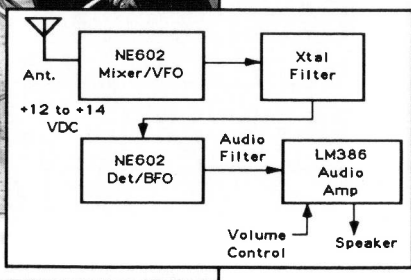 Ant.
NE602
Mixer/VFO
Xtal
Filter
+12 to +14
VDC
NE602
Det/BFO
Audio
Filter
LM386
Audio
Amp
Volume
Control
Speaker